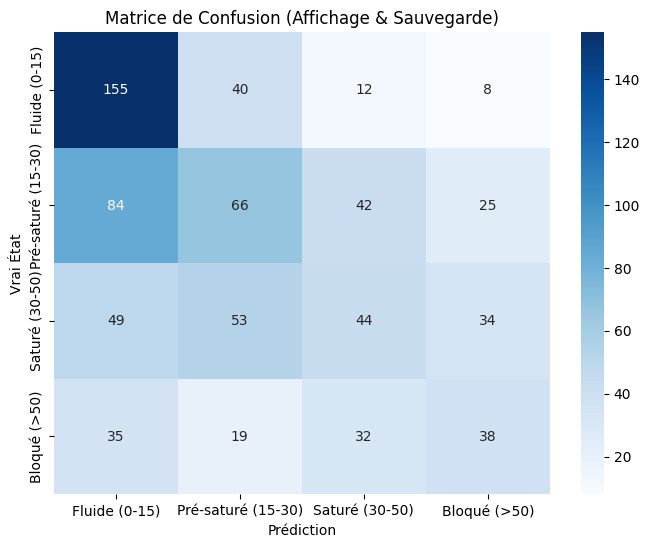 Matrice de Confusion (Affichage & Sauvegarde)
Vrai État
Fluide (0-15)
155 40 12 8
Pré-saturé (15-30)
84 66 42 25
Saturé (30-50)
49 53 44 34
Bloqué (>50)
35 19 32 38
Fluide (0-15) Pré-saturé (15-30) Saturé (30-50) Bloqué (>50)
Prédiction
140
120
100
80
60
40
20